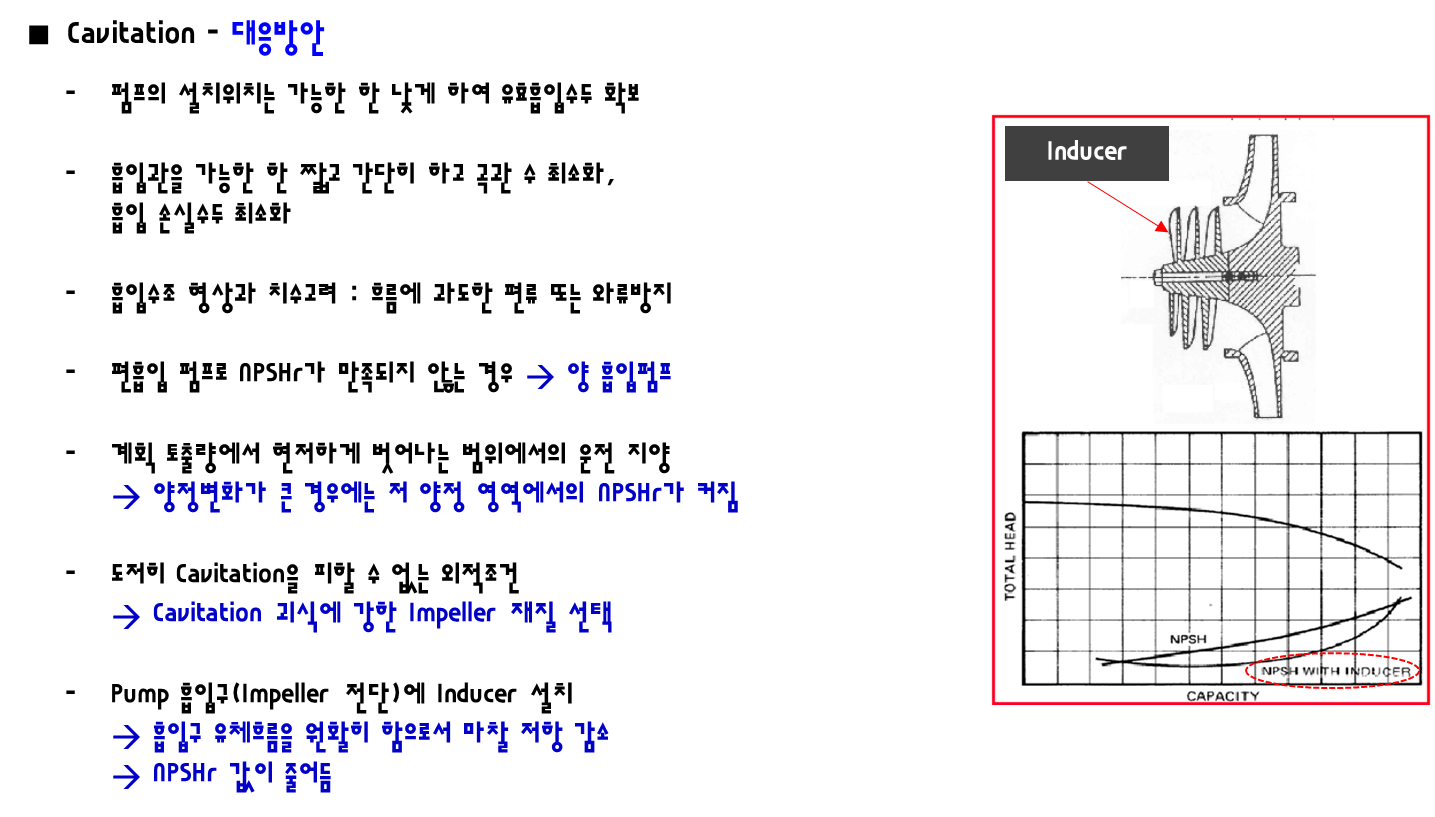 ■ Cavitation - 대응방안
- 펌프의 설치위치는 가능한 한 낮게 하여 유효흡입수두 확보
- 흡입관을 가능한 한 짧고 간단히 하고 곡관 수 최소화,
흡입 손실수두 최소화
- 흡입수조 형상과 치수고려 : 흐름에 과도한 편류 또는 와류방지
- 편흡입 펌프로 NPSHr가 만족되지 않는 경우 → 양 흡입펌프
- 계획 토출량에서 현저하게 벗어나는 범위에서의 운전 지양
→ 양정변화가 큰 경우에는 저 양정 영역에서의 NPSHr가 커짐
- 도저히 Cavitation을 피할 수 없는 외적조건
→ Cavitation 괴식에 강한 Impeller 재질 선택
- Pump 흡입구(Impeller 전단)에 Inducer 설치
→ 흡입구 유체흐름을 원활히 함으로서 마찰 저항 감소
→ NPSHr 값이 줄어듬
Inducer
TOTAL HEAD
NPSH
NPSH WITH INDUCER
CAPACITY